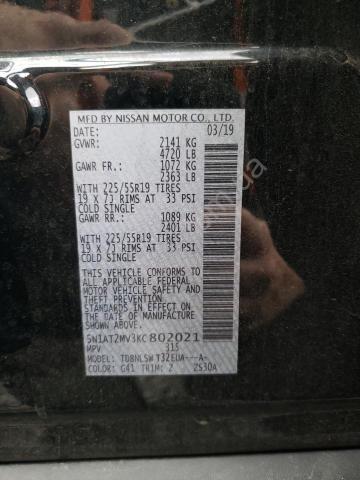 MFD BY NISSAN MOTOR CO., LTD.
DATE: 03/19
GVWR: 2141 KG
4720 LB
GAWR FR: 1072 KG
2363 LB
WITH 225/55R19 TIRES
19 X 7J RIMS AT 33 PSI
COLD SINGLE
GAWR RR: 1089 KG
2401 LB
WITH 225/55R19 TIRES
19 X 7J RIMS AT 33 PSI
COLD SINGLE
THIS VEHICLE CONFORMS TO
ALL APPLICABLE FEDERAL
MOTOR VEHICLE SAFETY
STANDARDS IN EFFECT ON
THE DATE OF MANUFACTURE
SHOWN ABOVE.
5N1AT2MV3KC802021
MPV 315
MODEL: T32EUA---A-
COLOR: G41 TRIM: 2 2S30A